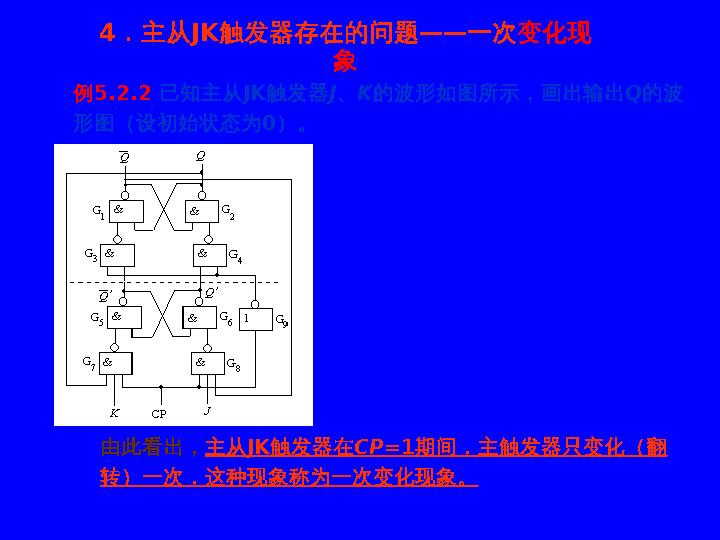 4．主从JK触发器存在的问题——一次变化现
象
例5.2.2 已知主从JK触发器J、K的波形如图所示，画出输出Q的波
形图（设初始状态为0）。
Q̅ Q
G1 & & G2
G3 & & G4
Q̅' Q'
G5 & & G6 1 G9
G7 & & G8
K CP J
由此看出，主从JK触发器在CP=1期间，主触发器只变化（翻
转）一次，这种现象称为一次变化现象。